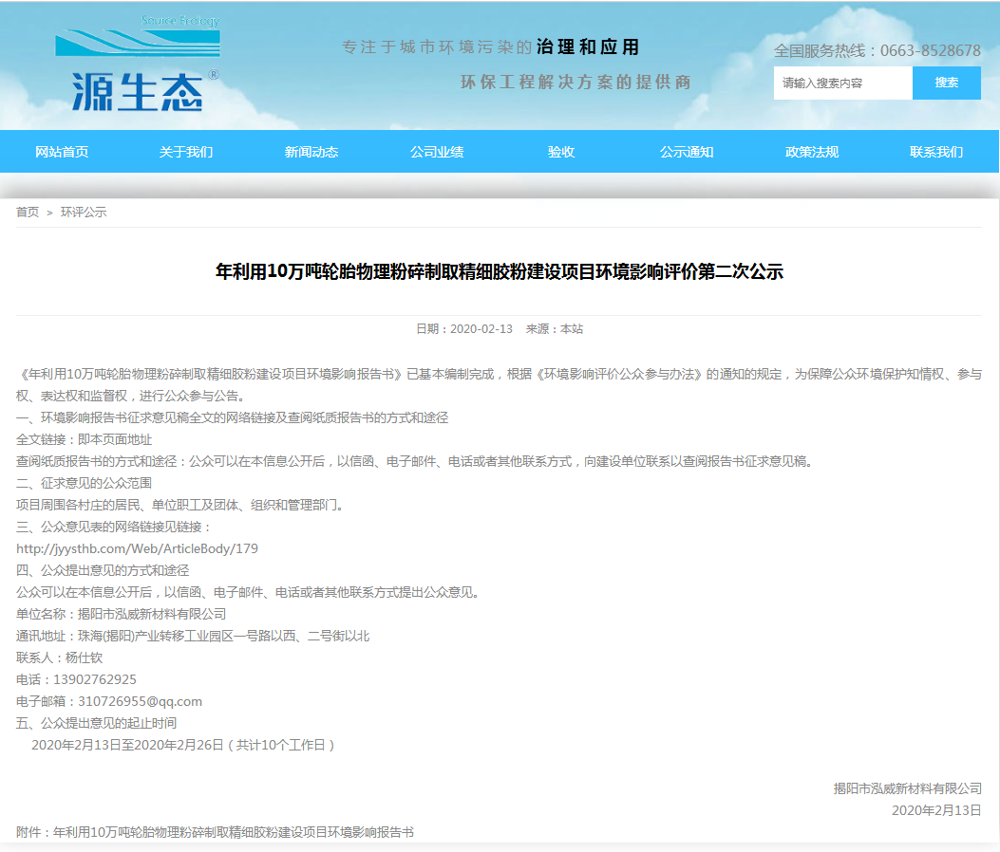 Source Ecology
源生态®
专注于城市环境污染的治理和应用
环保工程解决方案的提供商
全国服务热线：0663-8528678
请输入搜索内容 搜索
网站首页 关于我们 新闻动态 公司业绩 验收 公示通知 政策法规 联系我们
首页 > 环评公示
年利用10万吨轮胎物理粉碎制取精细胶粉建设项目环境影响评价第二次公示
日期：2020-02-13 来源：本站
《年利用10万吨轮胎物理粉碎制取精细胶粉建设项目环境影响报告书》已基本编制完成，根据《环境影响评价公众参与办法》的通知的规定，为保障公众环境保护知情权、参与
权、表达权和监督权，进行公众参与公告。
一、环境影响报告书征求意见稿全文的网络链接及查阅纸质报告书的方式和途径
全文链接：即本页面地址
查阅纸质报告书的方式和途径：公众可以在本信息公开后，以信函、电子邮件、电话或者其他联系方式，向建设单位联系以查阅报告书征求意见稿。
二、征求意见的公众范围
项目周围各村庄的居民、单位职工及团体、组织和管理部门。
三、公众意见表的网络链接见链接：
http://jyysthb.com/Web/ArticleBody/179
四、公众提出意见的方式和途径
公众可以在本信息公开后，以信函、电子邮件、电话或者其他联系方式提出公众意见。
单位名称：揭阳市泓威新材料有限公司
通讯地址：珠海(揭阳)产业转移工业园区一号路以西、二号街以北
联系人：杨仕钦
电话：13902762925
电子邮箱：310726955@qq.com
五、公众提出意见的起止时间
2020年2月13日至2020年2月26日（共计10个工作日）
揭阳市泓威新材料有限公司
2020年2月13日
附件：年利用10万吨轮胎物理粉碎制取精细胶粉建设项目环境影响报告书